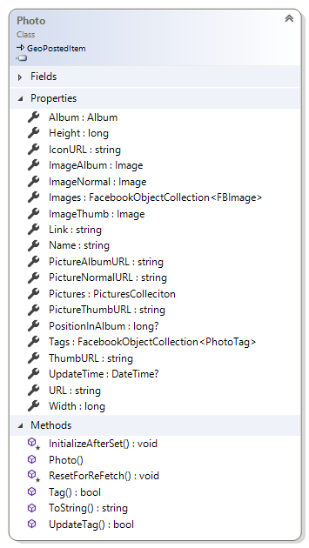 Photo
Class
GeoPostedItem
Fields
Properties
Album : Album
Height : long
IconURL : string
ImageAlbum : Image
ImageNormal : Image
Images : FacebookObjectCollection<FBImage>
ImageThumb : Image
Link : string
Name : string
PictureAlbumURL : string
PictureNormalURL : string
Pictures : PicturesColleciton
PictureThumbURL : string
PositionInAlbum : long?
Tags : FacebookObjectCollection<PhotoTag>
ThumbURL : string
UpdateTime : DateTime?
URL : string
Width : long
Methods
InitializeAfterSet() : void
Photo()
ResetForReFetch() : void
Tag() : bool
ToString() : string
UpdateTag() : bool